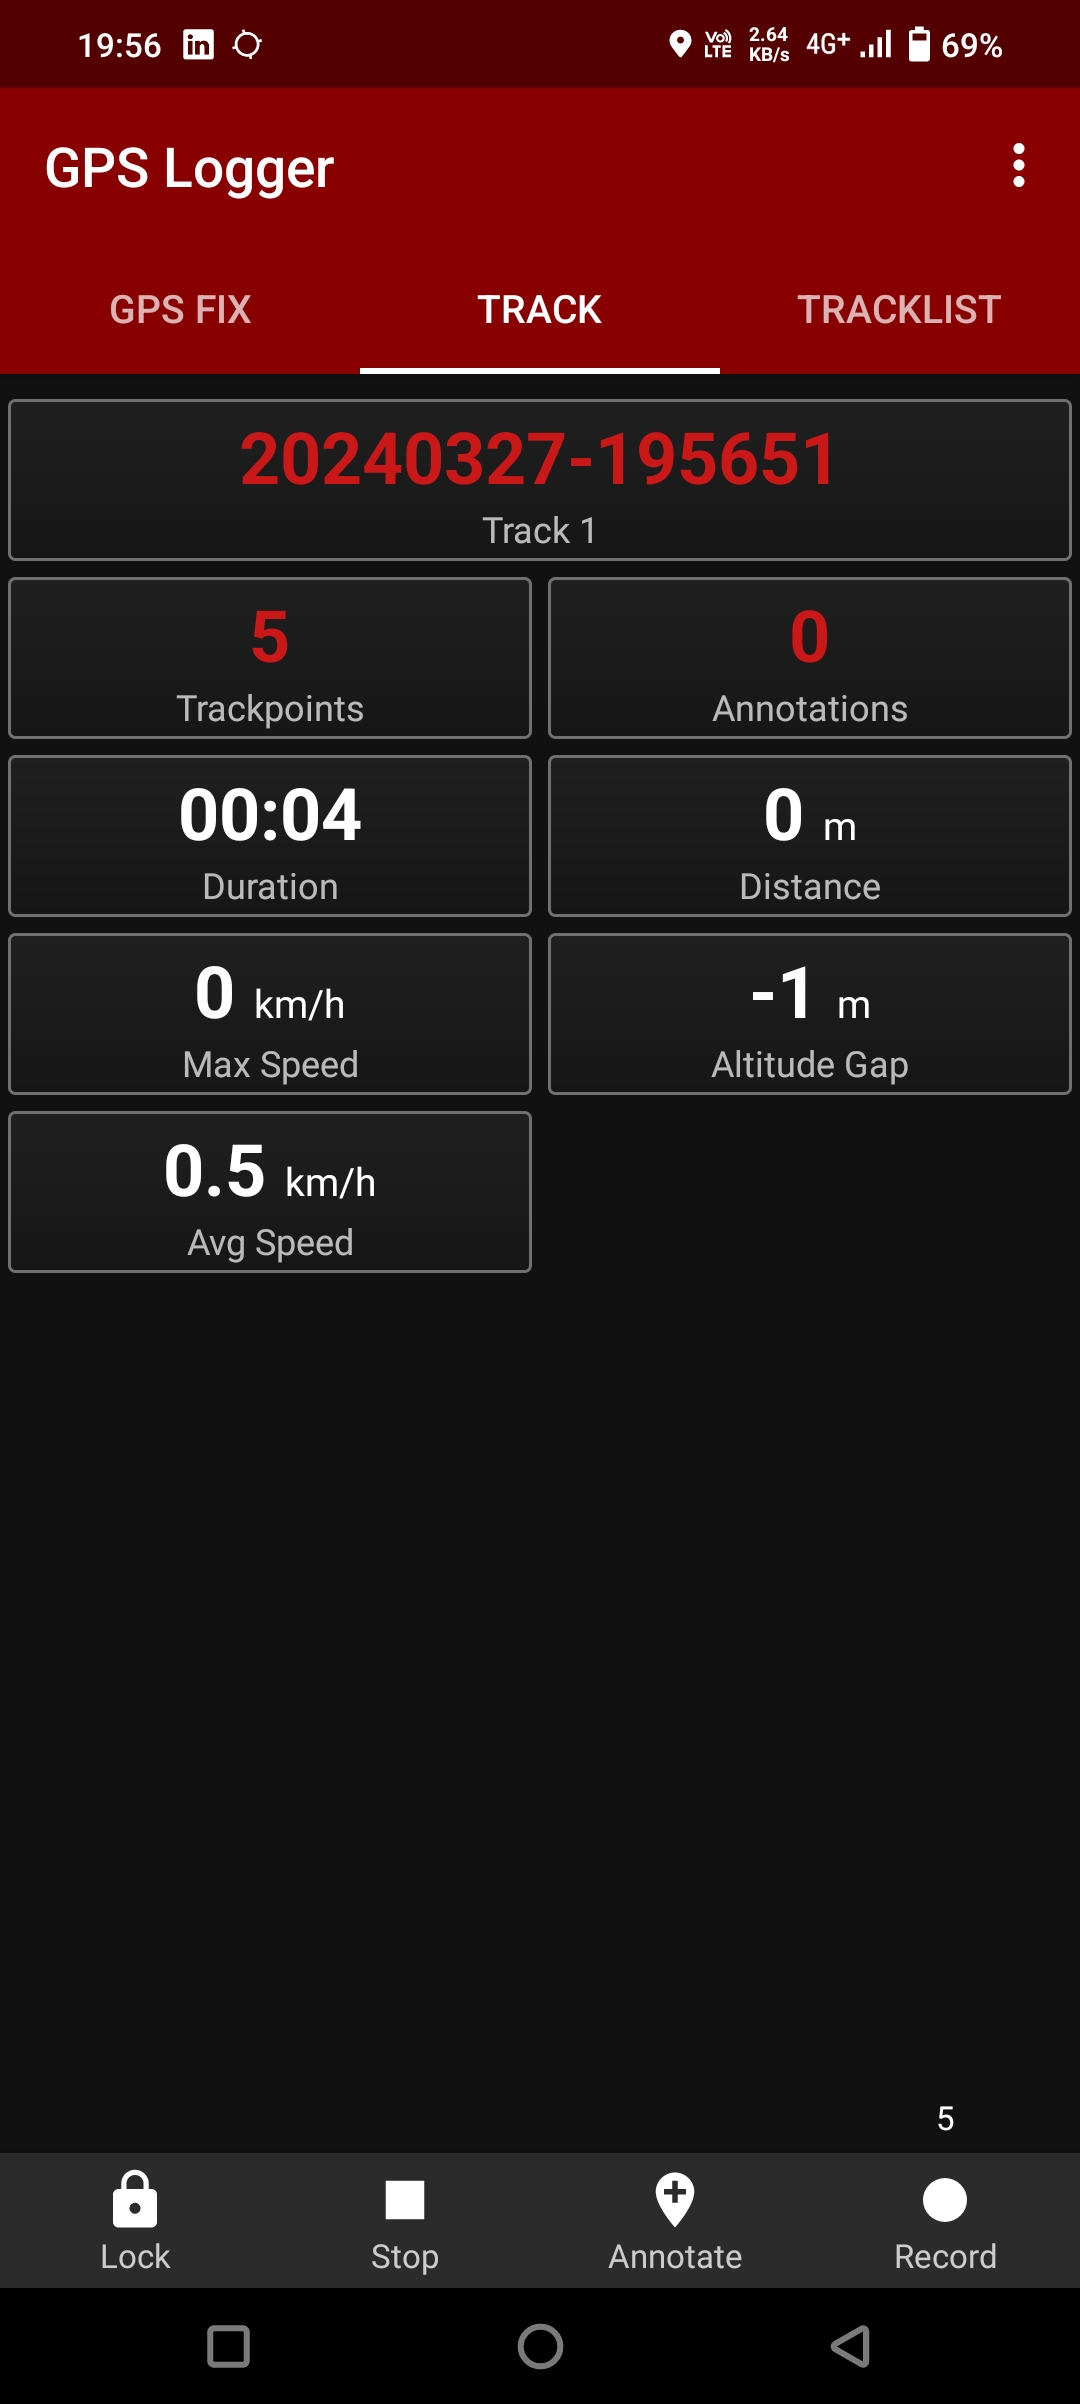 19:56 in Vo)) LTE 2.64 KB/s 4G+ 69%
GPS Logger
GPS FIX TRACK TRACKLIST
20240327-195651
Track 1
5 0
Trackpoints Annotations
00:04 0 m
Duration Distance
0 km/h -1 m
Max Speed Altitude Gap
0.5 km/h
Avg Speed
5
Lock Stop Annotate Record